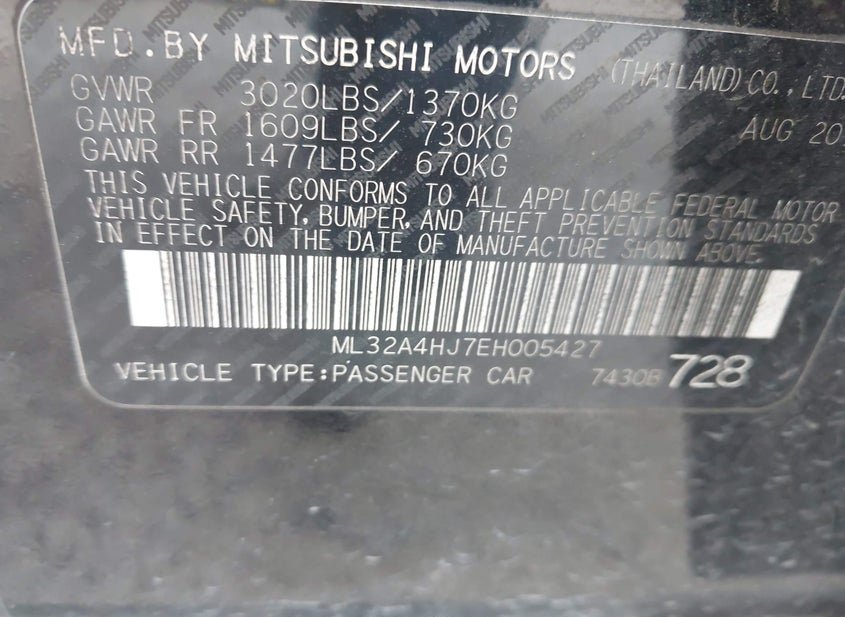 MFD. BY MITSUBISHI MOTORS (THAILAND) CO., LTD.
GVWR 3020LBS/1370KG
AUG 20
GAWR FR 1609LBS/ 730KG
GAWR RR 1477LBS/ 670KG
THIS VEHICLE CONFORMS TO ALL APPLICABLE FEDERAL MOTOR
VEHICLE SAFETY, BUMPER, AND THEFT PREVENTION STANDARDS
IN EFFECT ON THE DATE OF MANUFACTURE SHOWN ABOVE.
ML32A4HJ7EH005427
VEHICLE TYPE:PASSENGER CAR 7430B 728